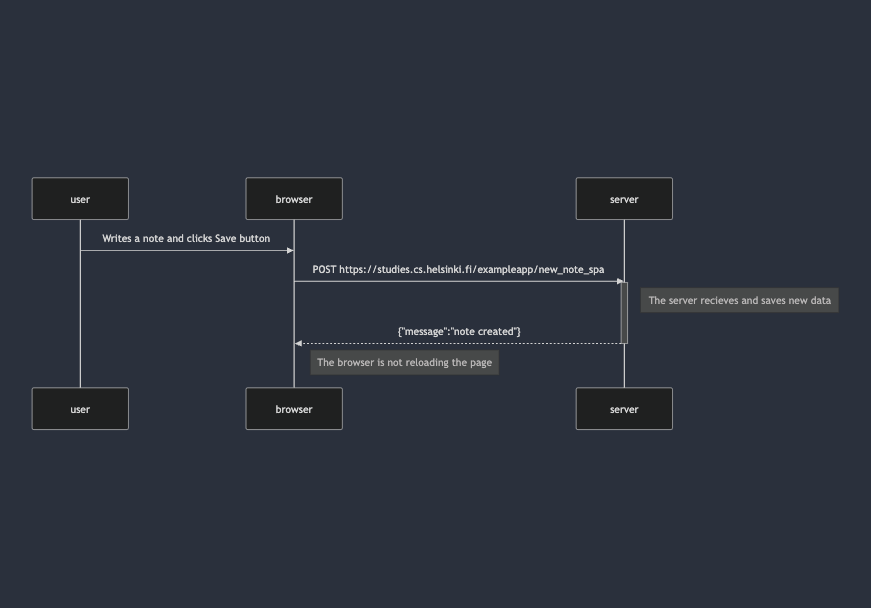 user
browser
server
Writes a note and clicks Save button
POST https://studies.cs.helsinki.fi/exampleapp/new_note_spa
The server recieves and saves new data
{"message":"note created"}
The browser is not reloading the page
user
browser
server